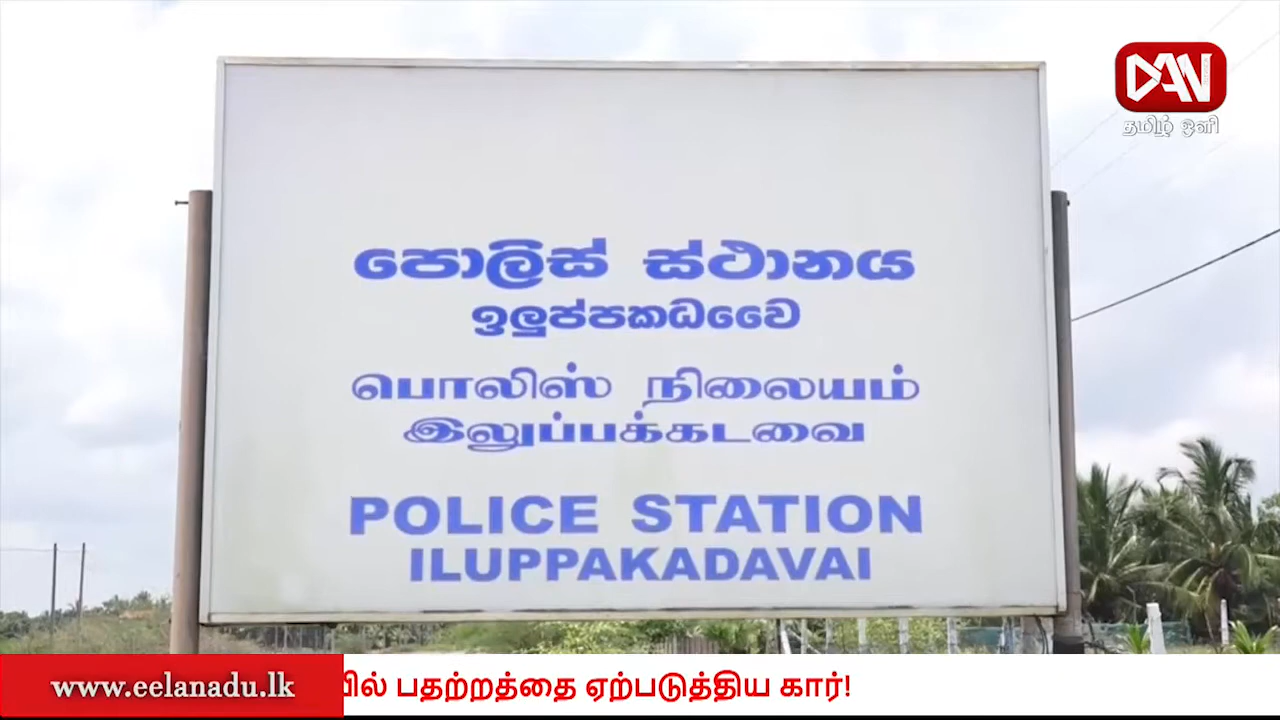 DAN
தமிழ் ஒளி
පොලිස් ස්ථානය
ඉලුප්පකඩවෛ
பொலிஸ் நிலையம்
இலுப்பக்கடவை
POLICE STATION
ILUPPAKADAVAI
www.eelanadu.lk
யில் பதற்றத்தை ஏற்படுத்திய கார்!